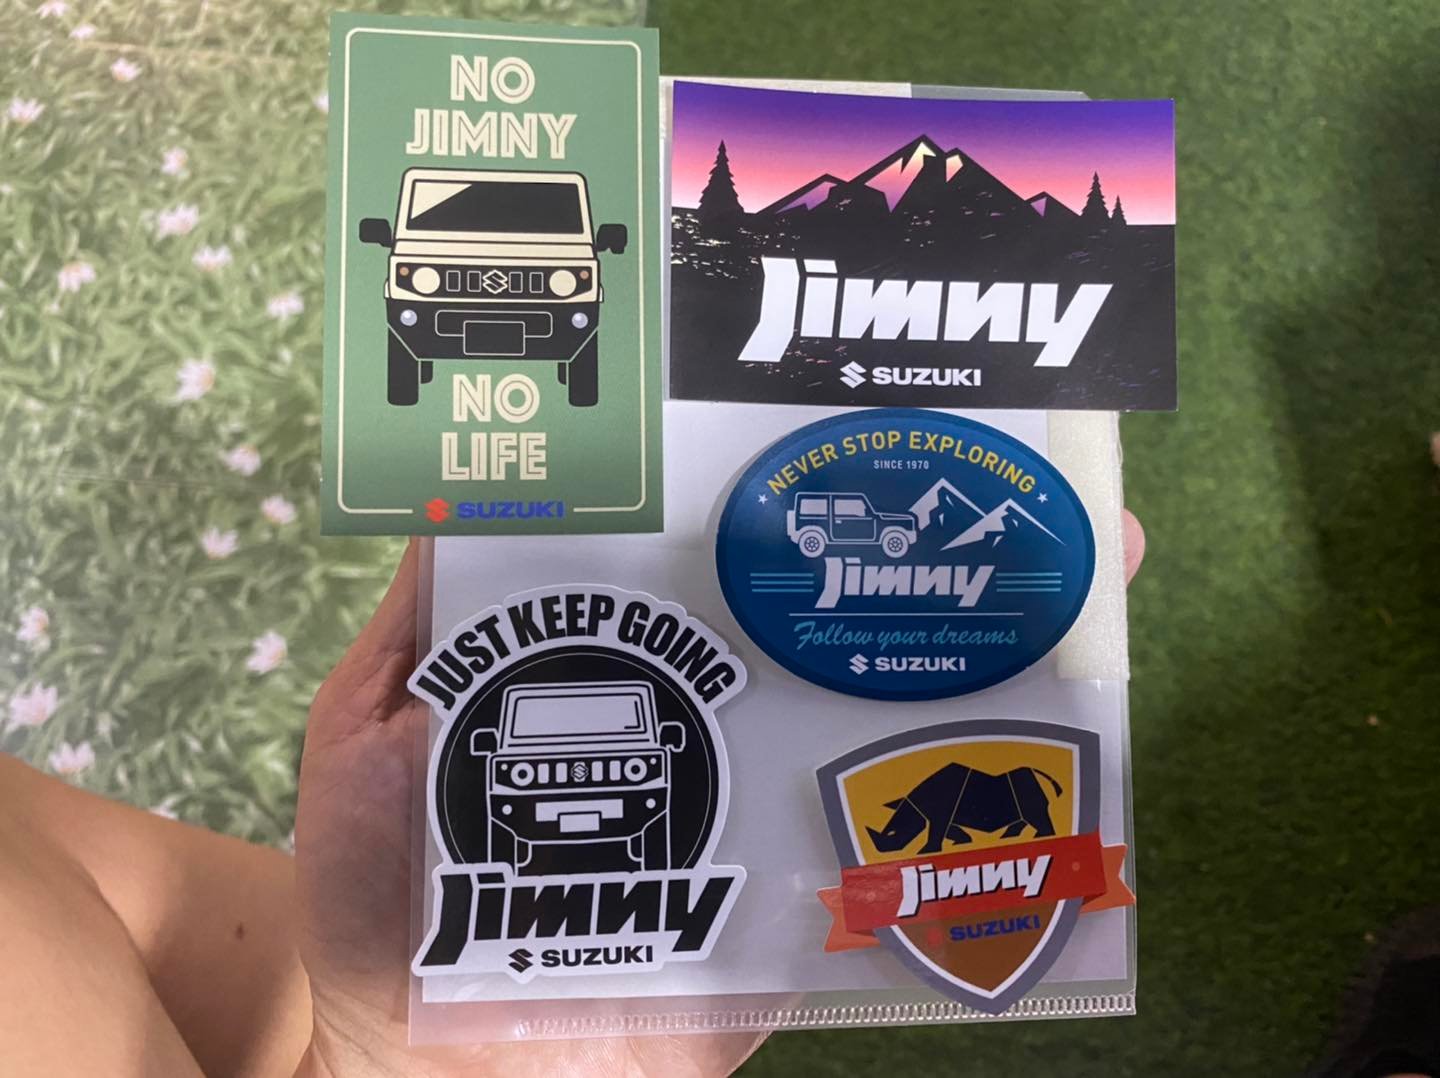 NO
JIMNY
NO
LIFE
SUZUKI
Jimny
SUZUKI
NEVER STOP EXPLORING
SINCE 1970
Jimny
Follow your dreams
SUZUKI
JUST KEEP GOING
Jimny
SUZUKI
Jimny
SUZUKI